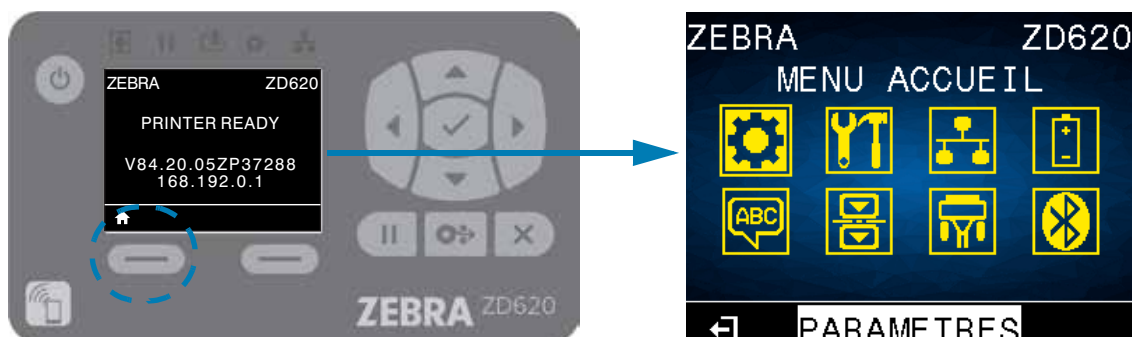 ZEBRA ZD620
PRINTER READY
V84.20.05ZP37288
168.192.0.1
ZEBRA ZD620
ZEBRA ZD620
MENU ACCUEIL
ABC
PARAMETRES